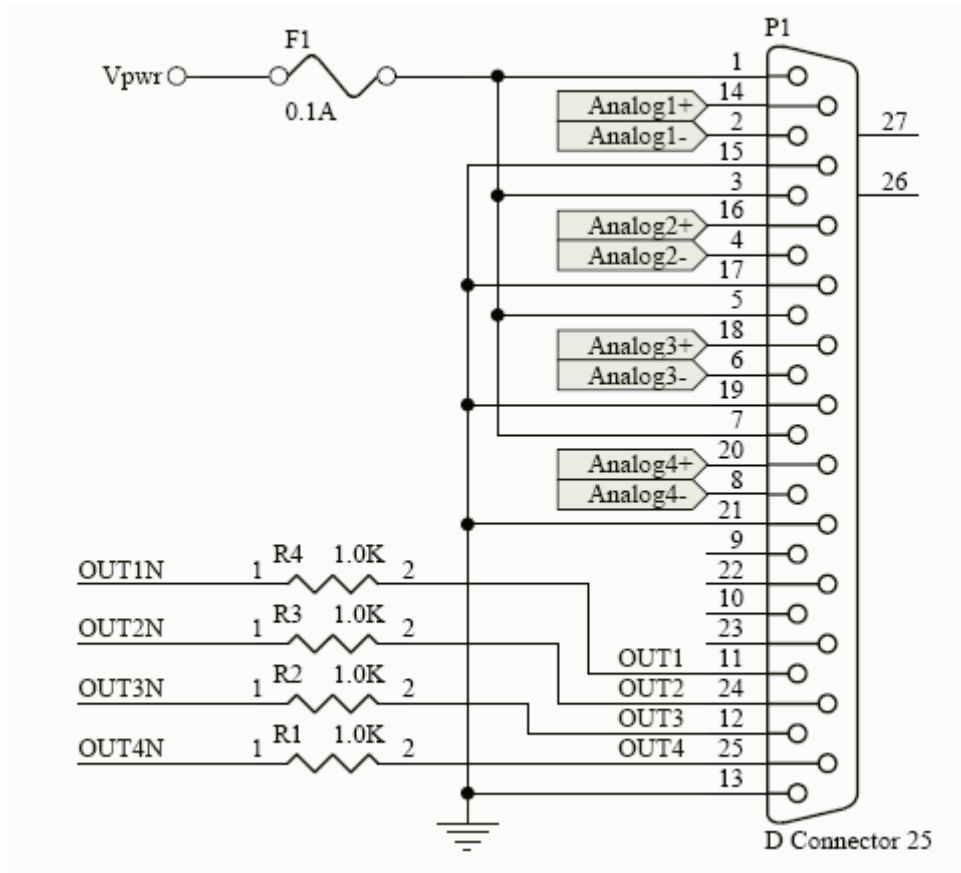 P1
F1
Vpwr
0.1A
1
Analog1+ 14
Analog1- 2
27
15
3
26
Analog2+ 16
Analog2- 4
17
5
Analog3+ 18
Analog3- 6
19
7
Analog4+ 20
Analog4- 8
21
9
OUT1N 1 R4 1.0K 2
22
10
OUT2N 1 R3 1.0K 2
23
OUT1 11
OUT3N 1 R2 1.0K 2
OUT2 24
OUT3 12
OUT4N 1 R1 1.0K 2
OUT4 25
13
D Connector 25